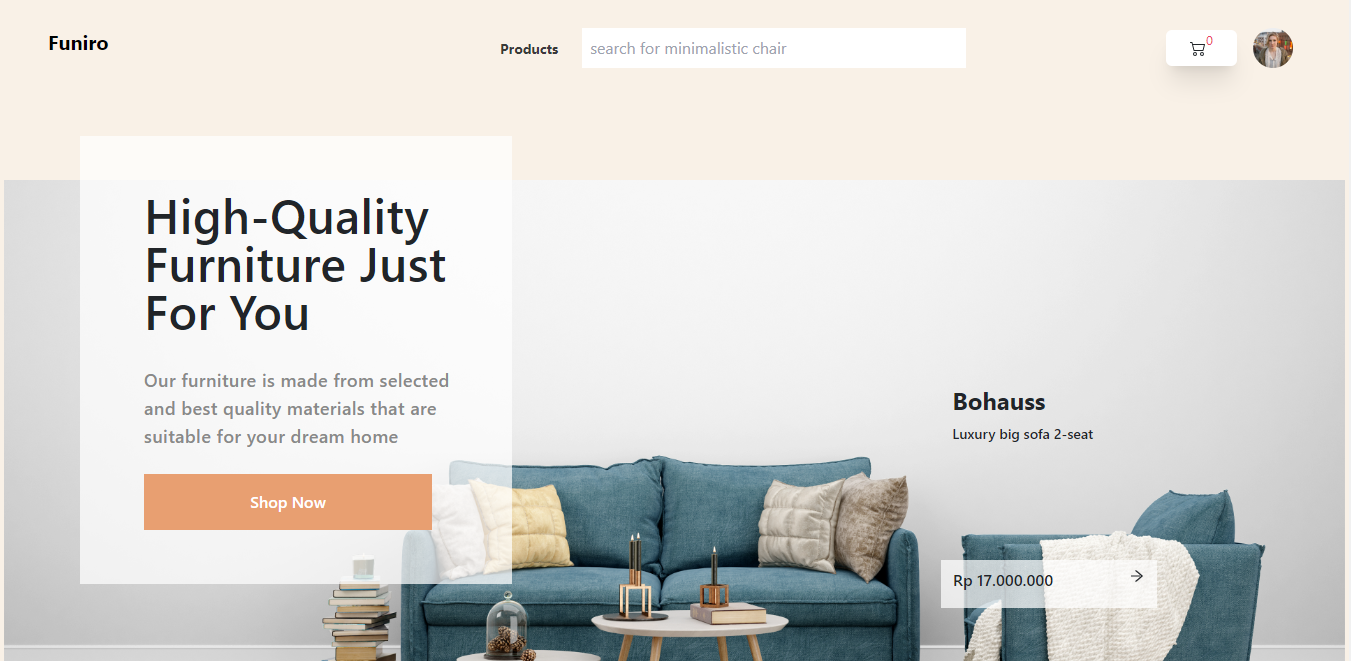 Funiro
Products
search for minimalistic chair
0
High-Quality
Furniture Just
For You
Our furniture is made from selected
and best quality materials that are
suitable for your dream home
Shop Now
Bohauss
Luxury big sofa 2-seat
Rp 17.000.000